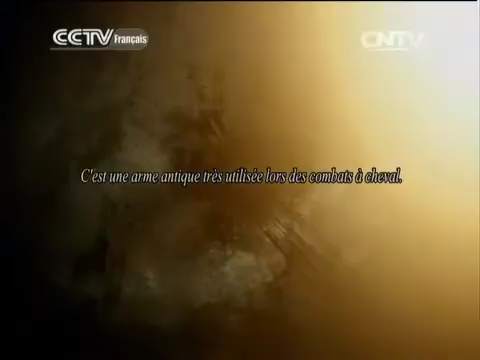 CCTV Français
CNTV
C'est une arme antique très utilisée lors des combats à cheval.